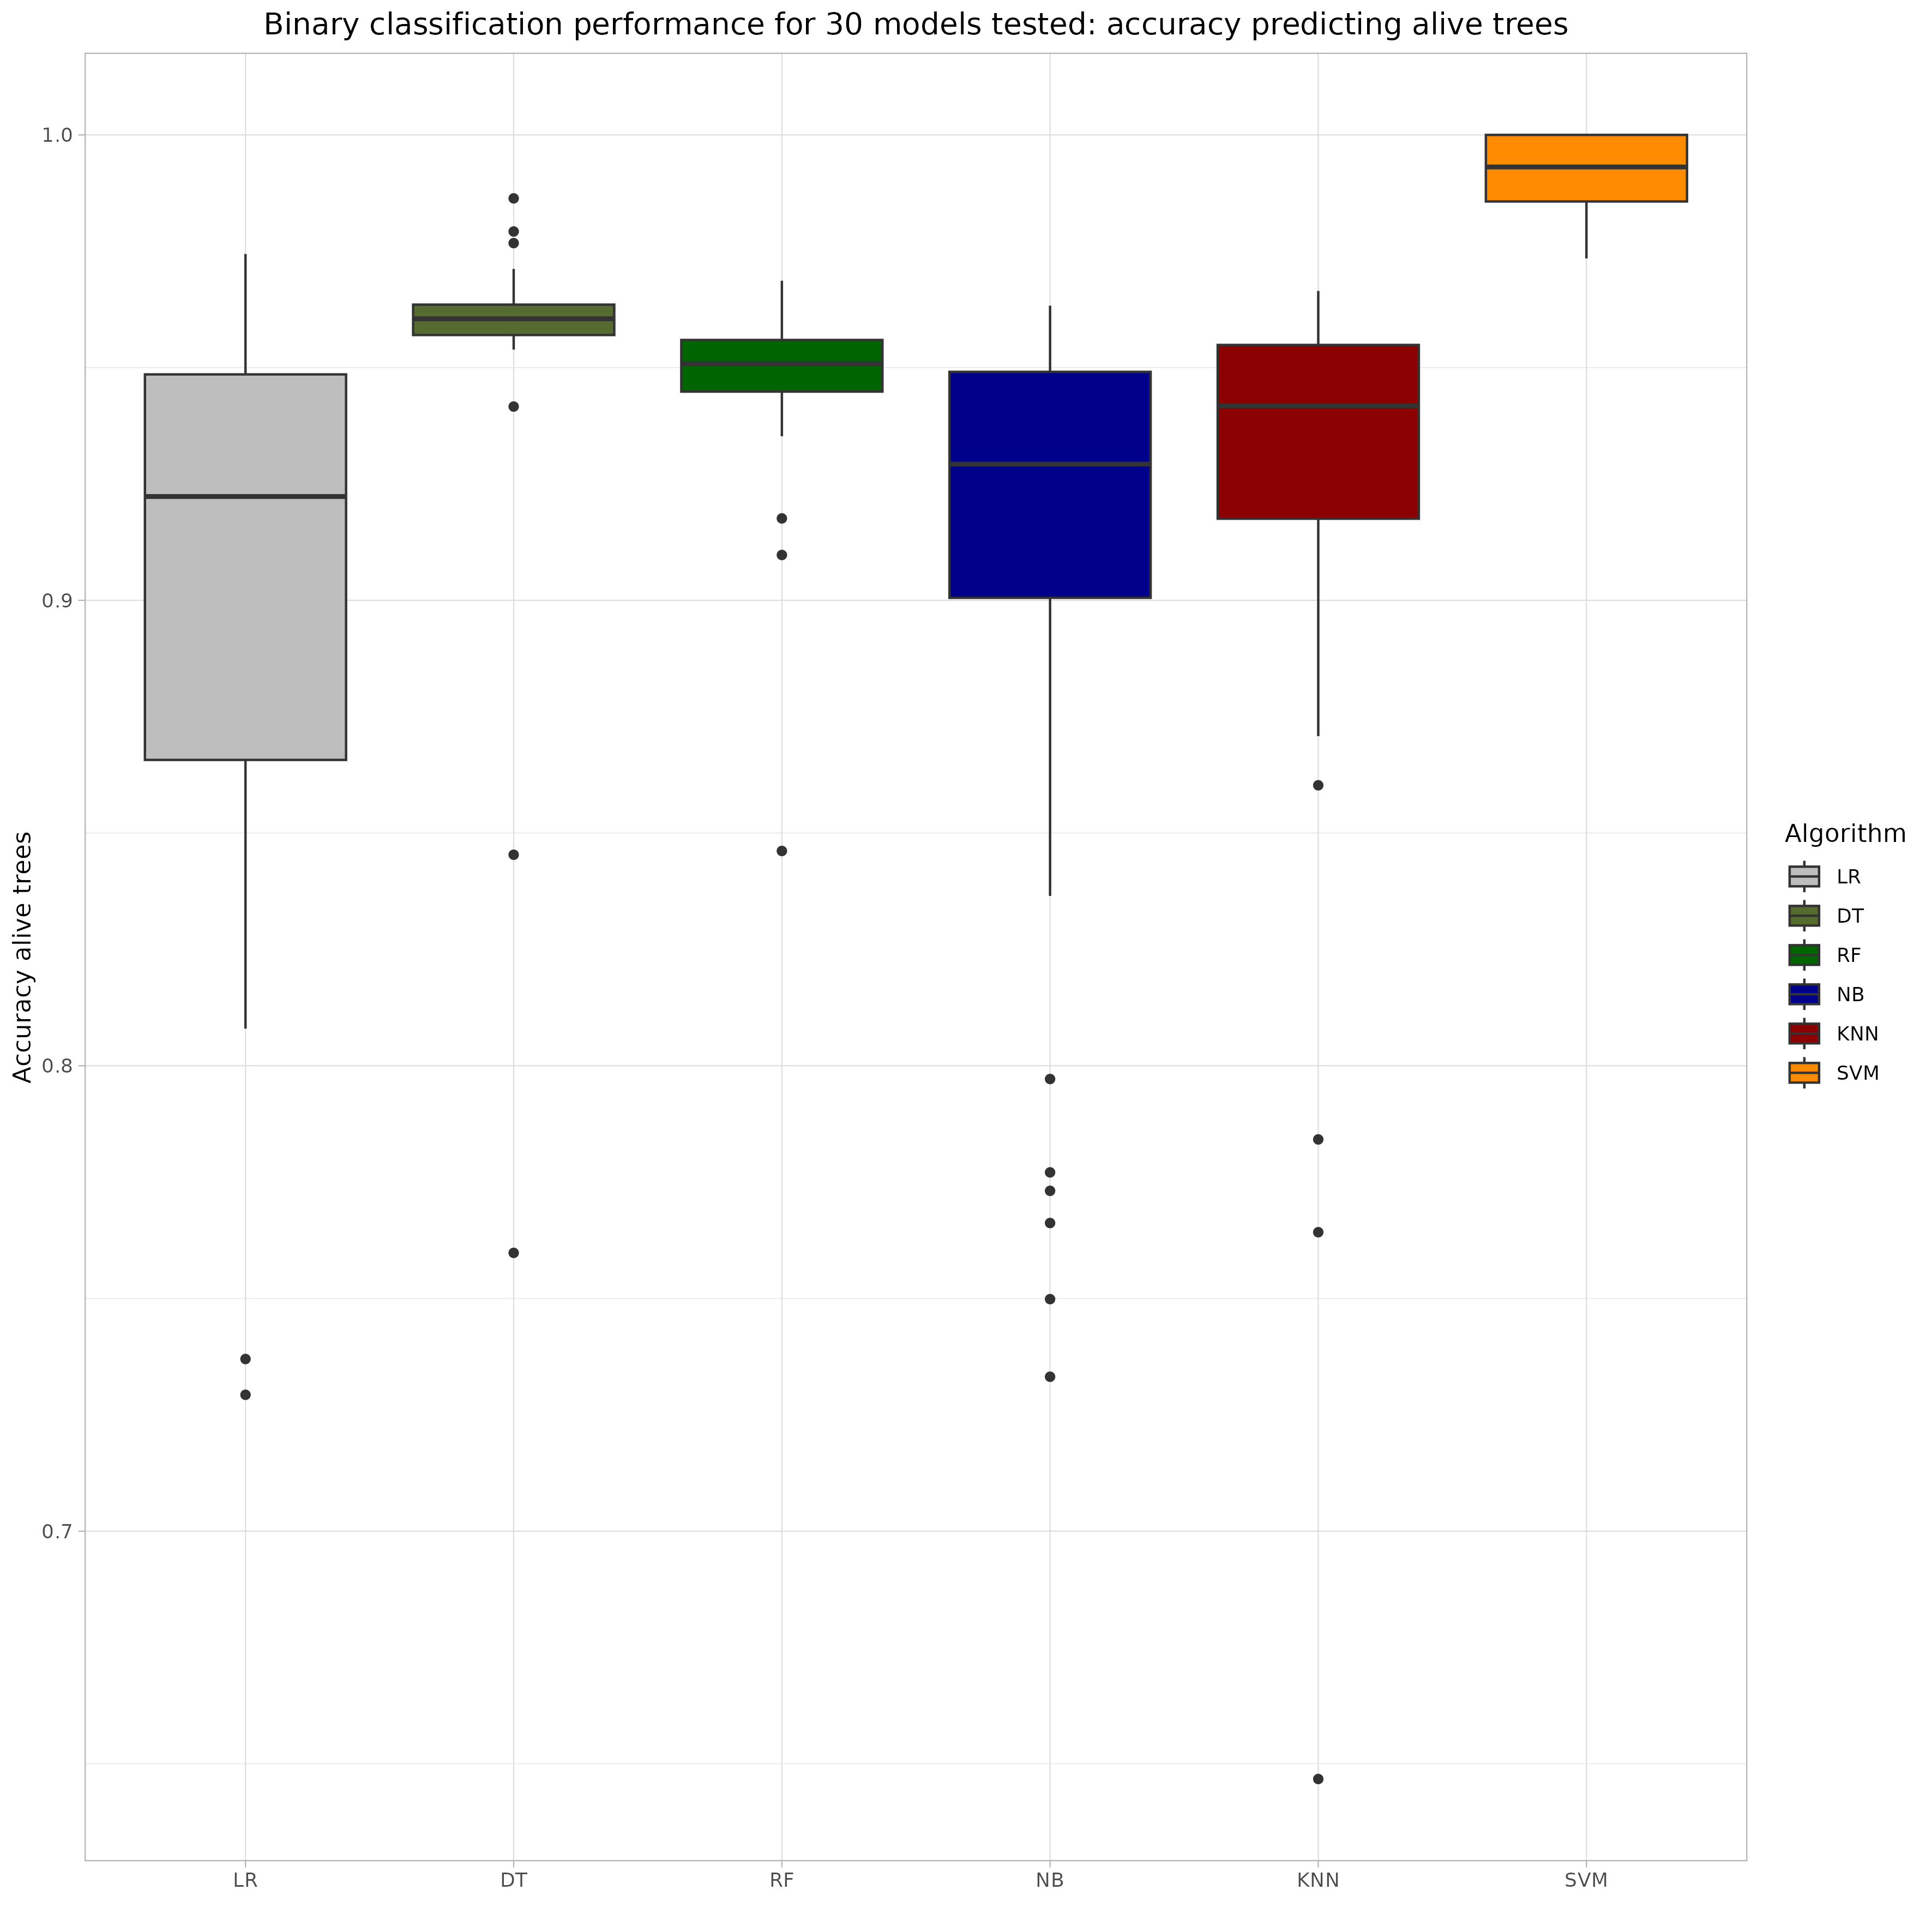 Binary classification performance for 30 models tested: accuracy predicting alive trees
Accuracy alive trees
1.0
0.9
0.8
0.7
LR
DT
RF
NB
KNN
SVM
Algorithm
LR
DT
RF
NB
KNN
SVM